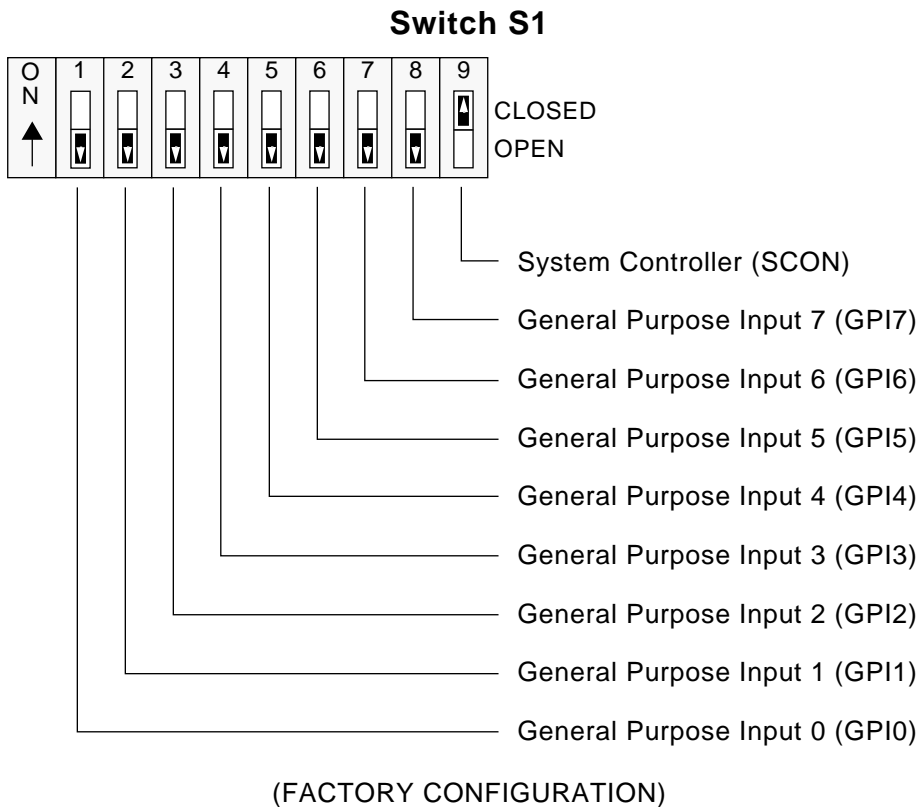 Switch S1
ON 1 2 3 4 5 6 7 8 9
CLOSED
OPEN
System Controller (SCON)
General Purpose Input 7 (GPI7)
General Purpose Input 6 (GPI6)
General Purpose Input 5 (GPI5)
General Purpose Input 4 (GPI4)
General Purpose Input 3 (GPI3)
General Purpose Input 2 (GPI2)
General Purpose Input 1 (GPI1)
General Purpose Input 0 (GPI0)
(FACTORY CONFIGURATION)